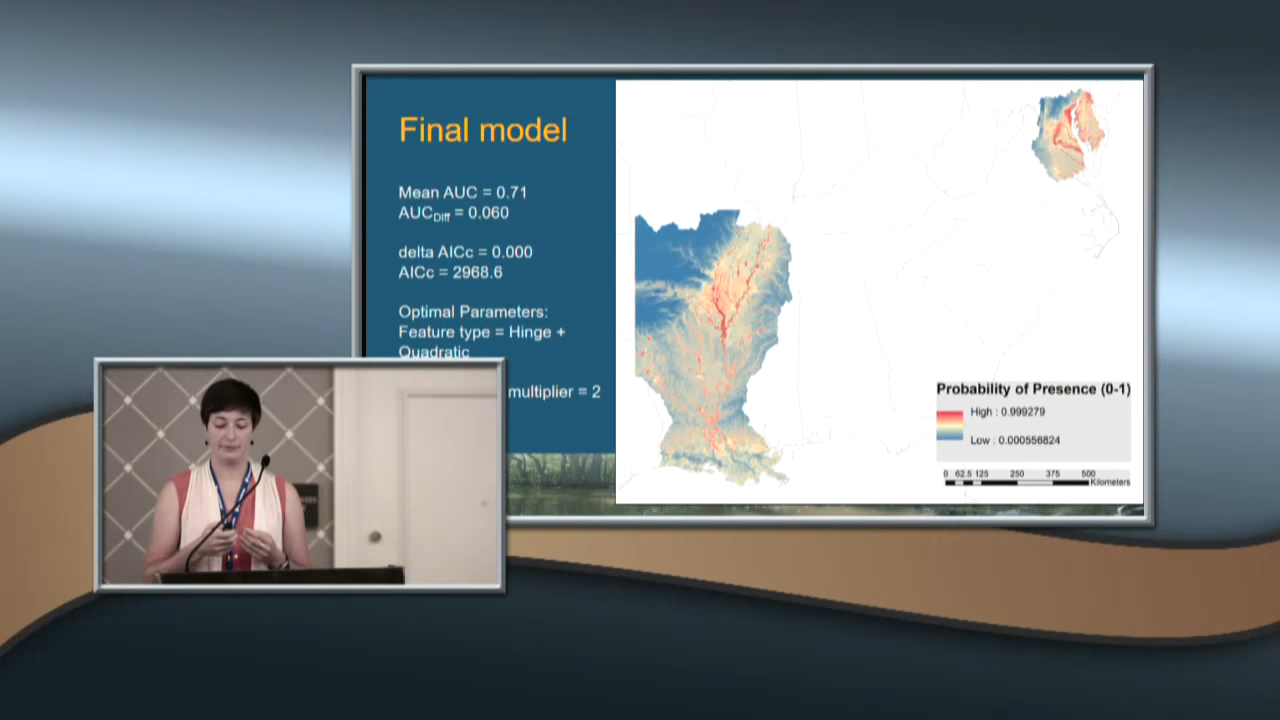 Final model
Mean AUC = 0.71
AUCDiff = 0.060
delta AICc = 0.000
AICc = 2968.6
Optimal Parameters:
Feature type = Hinge +
Quadratic
multiplier = 2
Probability of Presence (0-1)
High : 0.999279
Low : 0.000556824
0 62.5 125 250 375 500
Kilometers